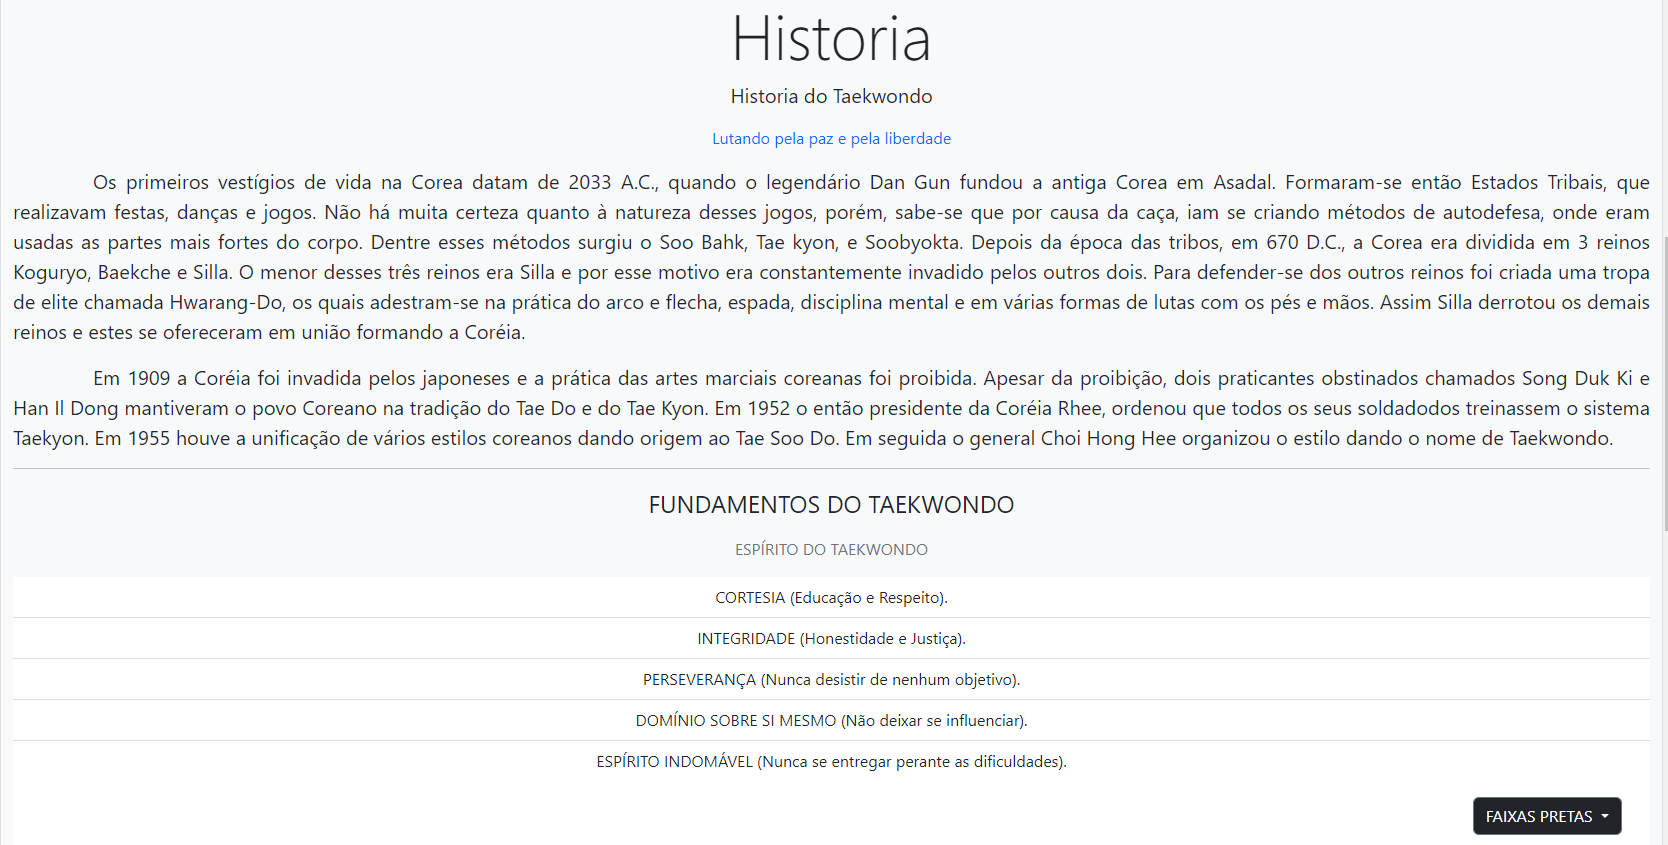 Historia
Historia do Taekwondo
Lutando pela paz e pela liberdade
Os primeiros vestígios de vida na Corea datam de 2033 A.C., quando o legendário Dan Gun fundou a antiga Corea em Asadal. Formaram-se então Estados Tribais, que
realizavam festas, danças e jogos. Não há muita certeza quanto à natureza desses jogos, porém, sabe-se que por causa da caça, iam se criando métodos de autodefesa, onde eram
usadas as partes mais fortes do corpo. Dentre esses métodos surgiu o Soo Bahk, Tae kyon, e Soobyokta. Depois da época das tribos, em 670 D.C., a Corea era dividida em 3 reinos
Koguryo, Baekche e Silla. O menor desses três reinos era Silla e por esse motivo era constantemente invadido pelos outros dois. Para defender-se dos outros reinos foi criada uma tropa
de elite chamada Hwarang-Do, os quais adestram-se na prática do arco e flecha, espada, disciplina mental e em várias formas de lutas com os pés e mãos. Assim Silla derrotou os demais
reinos e estes se ofereceram em união formando a Coréia.
Em 1909 a Coréia foi invadida pelos japoneses e a prática das artes marciais coreanas foi proibida. Apesar da proibição, dois praticantes obstinados chamados Song Duk Ki e
Han Il Dong mantiveram o povo Coreano na tradição do Tae Do e do Tae Kyon. Em 1952 o então presidente da Coréia Rhee, ordenou que todos os seus soldadodos treinassem o sistema
Taekyon. Em 1955 houve a unificação de vários estilos coreanos dando origem ao Tae Soo Do. Em seguida o general Choi Hong Hee organizou o estilo dando o nome de Taekwondo.
FUNDAMENTOS DO TAEKWONDO
ESPÍRITO DO TAEKWONDO
CORTESIA (Educação e Respeito).
INTEGRIDADE (Honestidade e Justiça).
PERSEVERANÇA (Nunca desistir de nenhum objetivo).
DOMÍNIO SOBRE SI MESMO (Não deixar se influenciar).
ESPÍRITO INDOMÁVEL (Nunca se entregar perante as dificuldades).
FAIXAS PRETAS